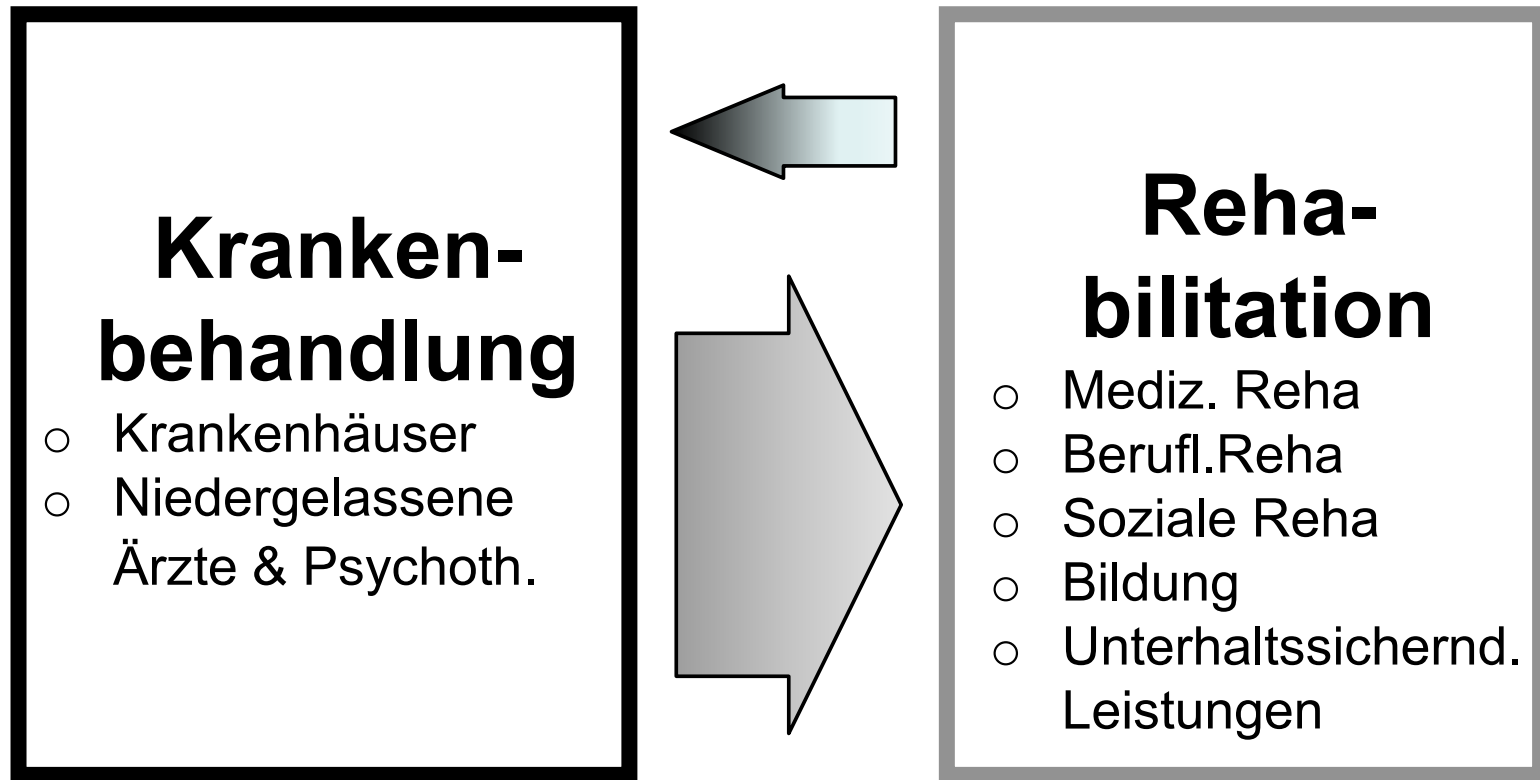 Kranken-
behandlung
○ Krankenhäuser
○ Niedergelassene
Ärzte & Psychoth.
Reha-
bilitation
○ Mediz. Reha
○ Berufl.Reha
○ Soziale Reha
○ Bildung
○ Unterhaltssichernd.
Leistungen